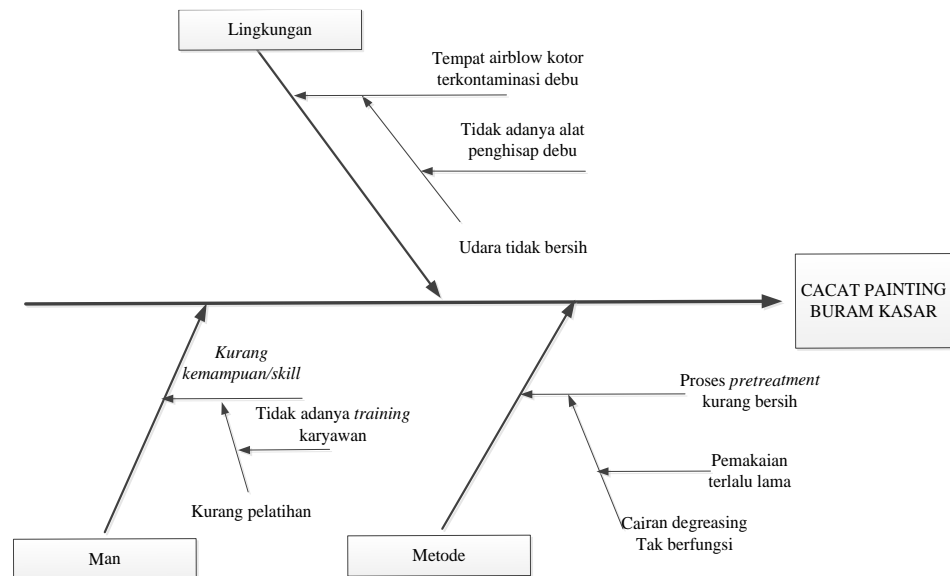 Lingkungan
Tempat airblow kotor
terkontaminasi debu
Tidak adanya alat
penghisap debu
Udara tidak bersih
CACAT PAINTING
BURAM KASAR
Kurang
kemampuan/skill
Tidak adanya training
karyawan
Kurang pelatihan
Man
Proses pretreatment
kurang bersih
Pemakaian
terlalu lama
Cairan degreasing
Tak berfungsi
Metode